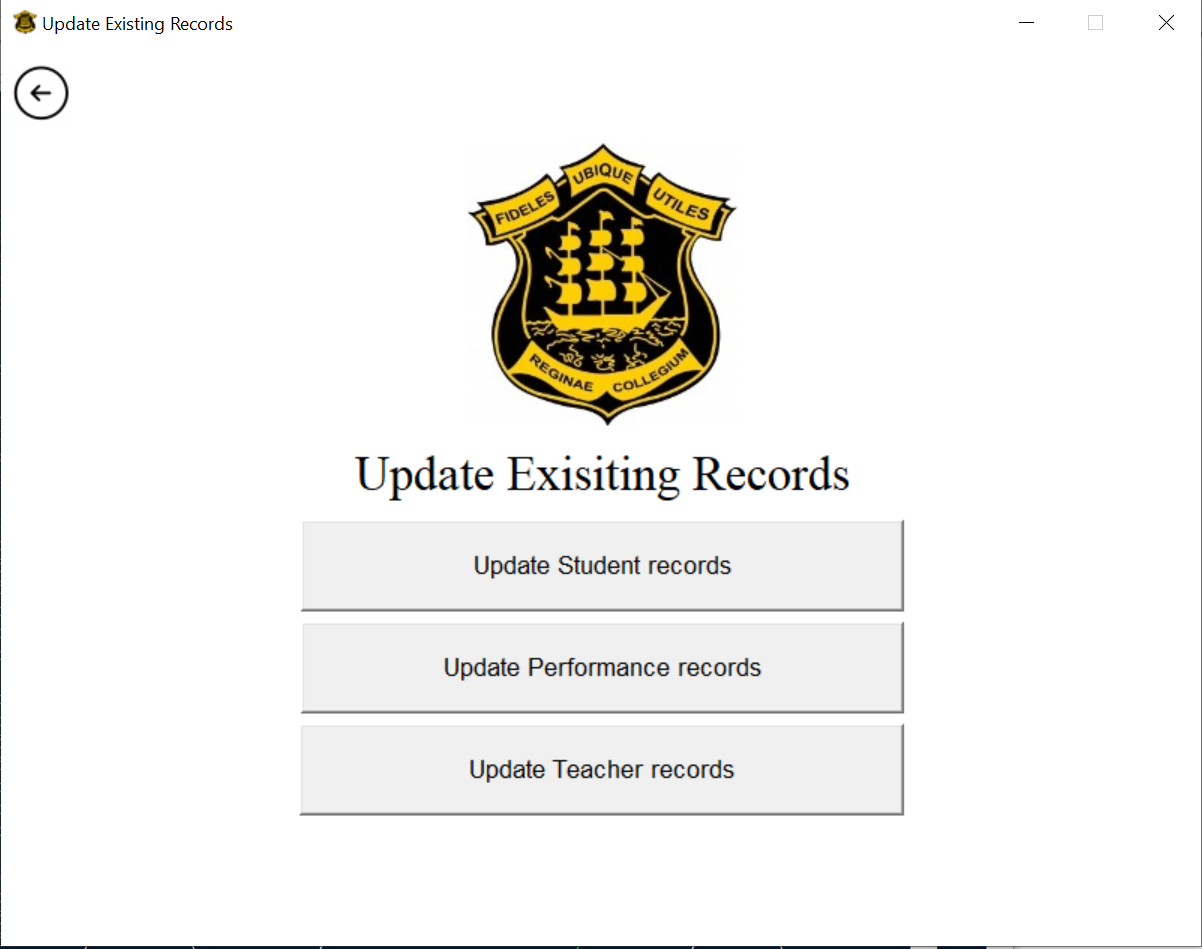 Update Existing Records
FIDELES UBIQUE UTILES
REGINAE COLLEGIUM
Update Exisiting Records
Update Student records
Update Performance records
Update Teacher records